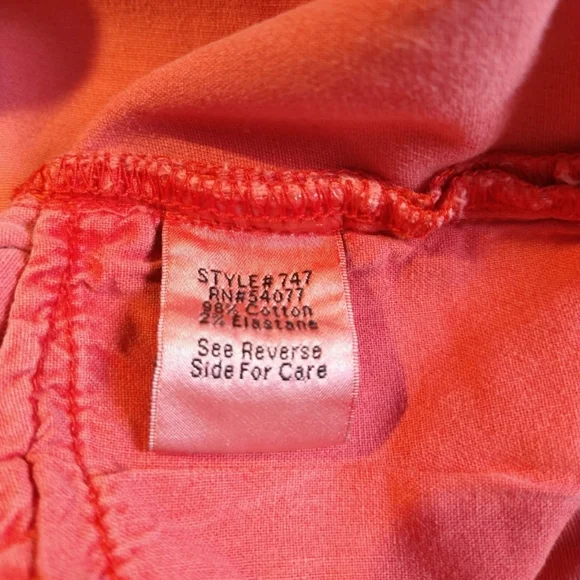 STYLE# 747
RN#54077
98% Cotton
2% Elastane
See Reverse
Side For Care